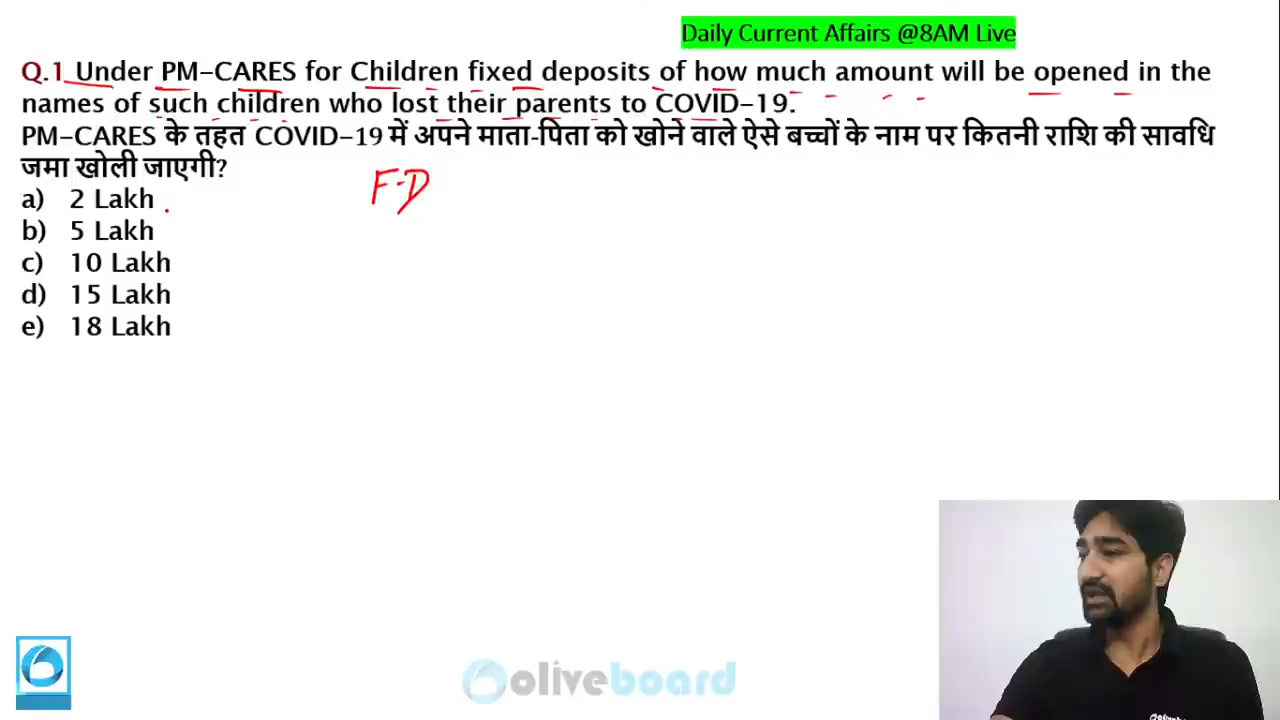 Daily Current Affairs @8AM Live
Q.1 Under PM-CARES for Children fixed deposits of how much amount will be opened in the
names of such children who lost their parents to COVID-19.
PM-CARES के तहत COVID-19 में अपने माता-पिता को खोने वाले ऐसे बच्चों के नाम पर कितनी राशि की सावधि
जमा खोली जाएगी?
F-D
a) 2 Lakh
b) 5 Lakh
c) 10 Lakh
d) 15 Lakh
e) 18 Lakh
oliveboard